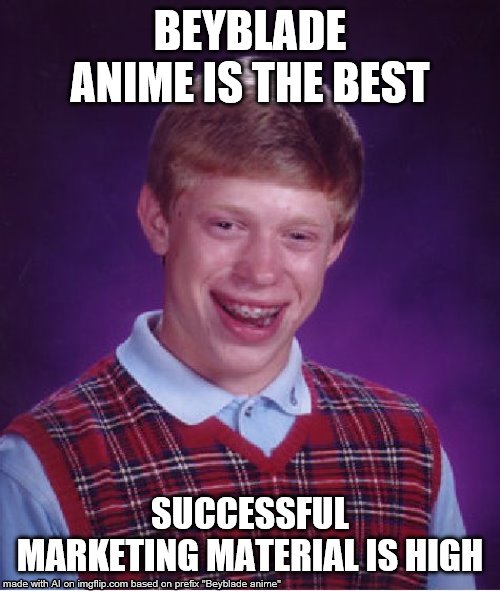 BEYBLADE
ANIME IS THE BEST
SUCCESSFUL
MARKETING MATERIAL IS HIGH
made with AI on imgflip.com based on prefix "Beyblade anime"